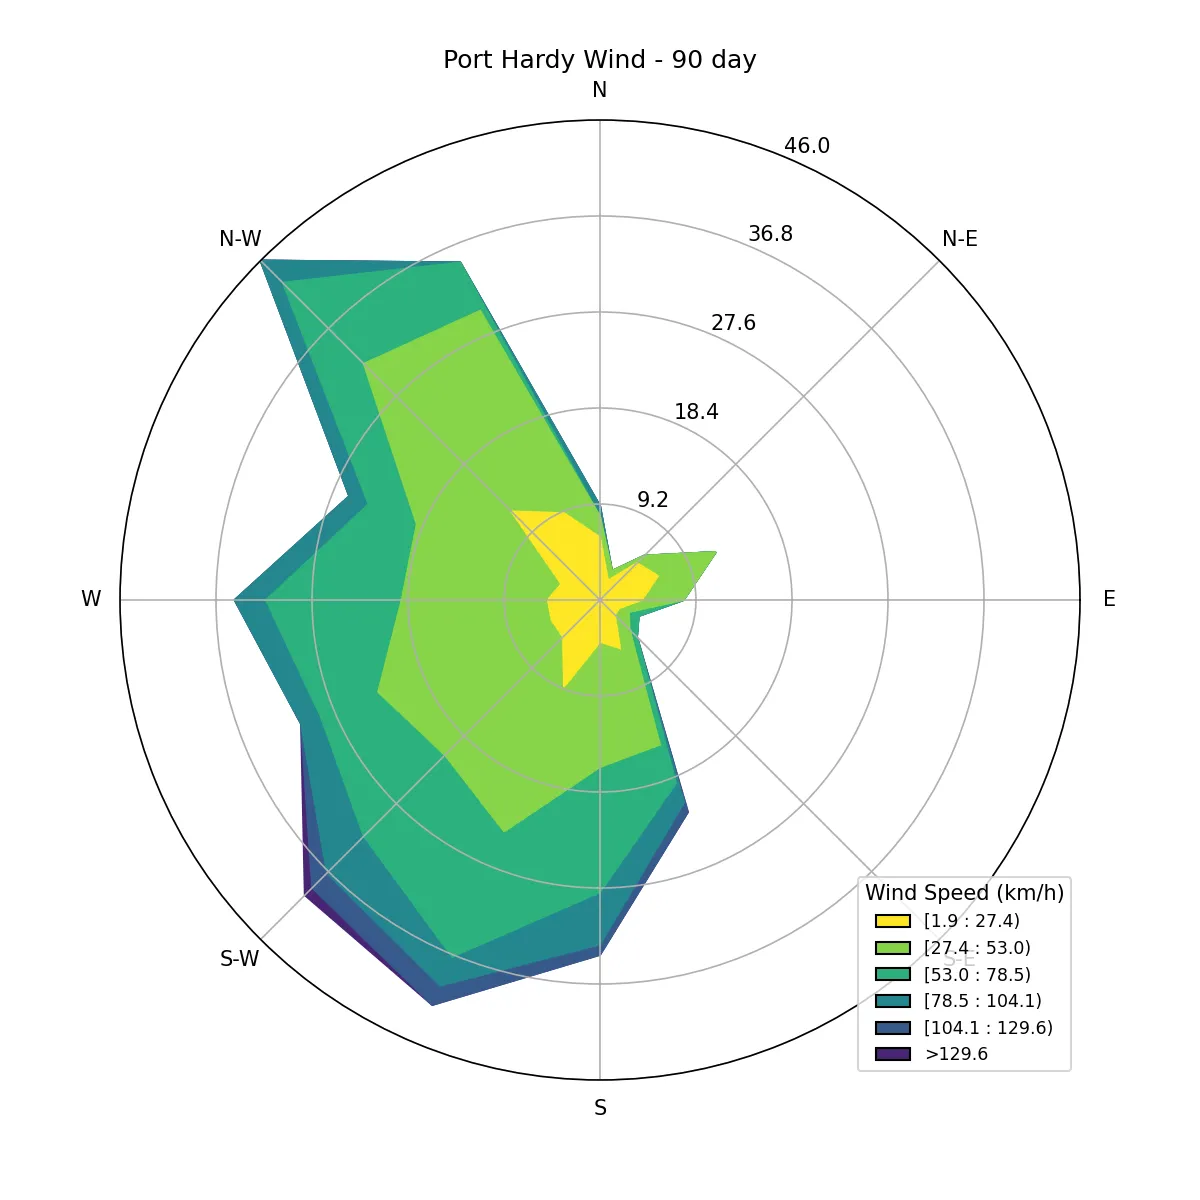 Port Hardy Wind - 90 day
N
46.0
36.8
N-W
N-E
27.6
18.4
9.2
W
E
S-W
S-E
Wind Speed (km/h)
[1.9 : 27.4)
[27.4 : 53.0)
[53.0 : 78.5)
[78.5 : 104.1)
[104.1 : 129.6)
>129.6
S